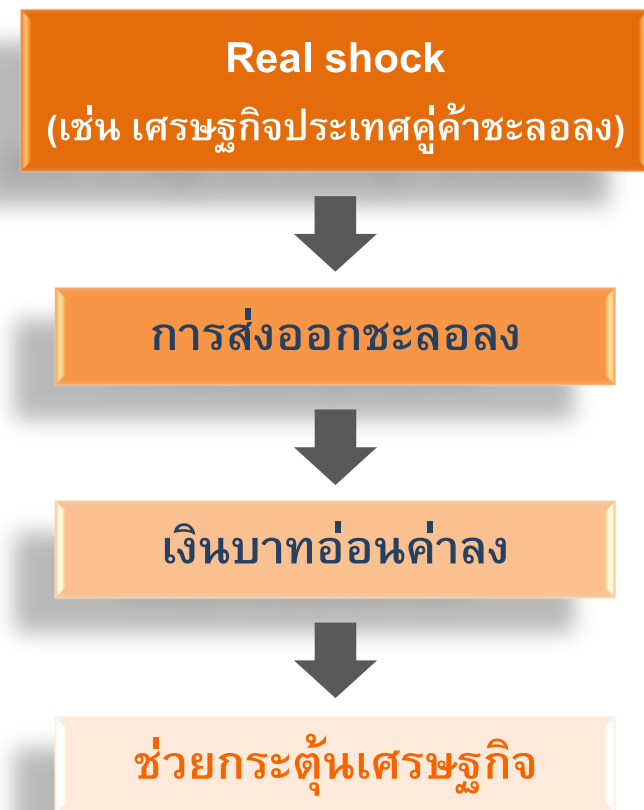 Real shock
(เช่น เศรษฐกิจประเทศคู่ค้าชะลอลง)
การส่งออกชะลอลง
เงินบาทอ่อนค่าลง
ช่วยกระตุ้นเศรษฐกิจ